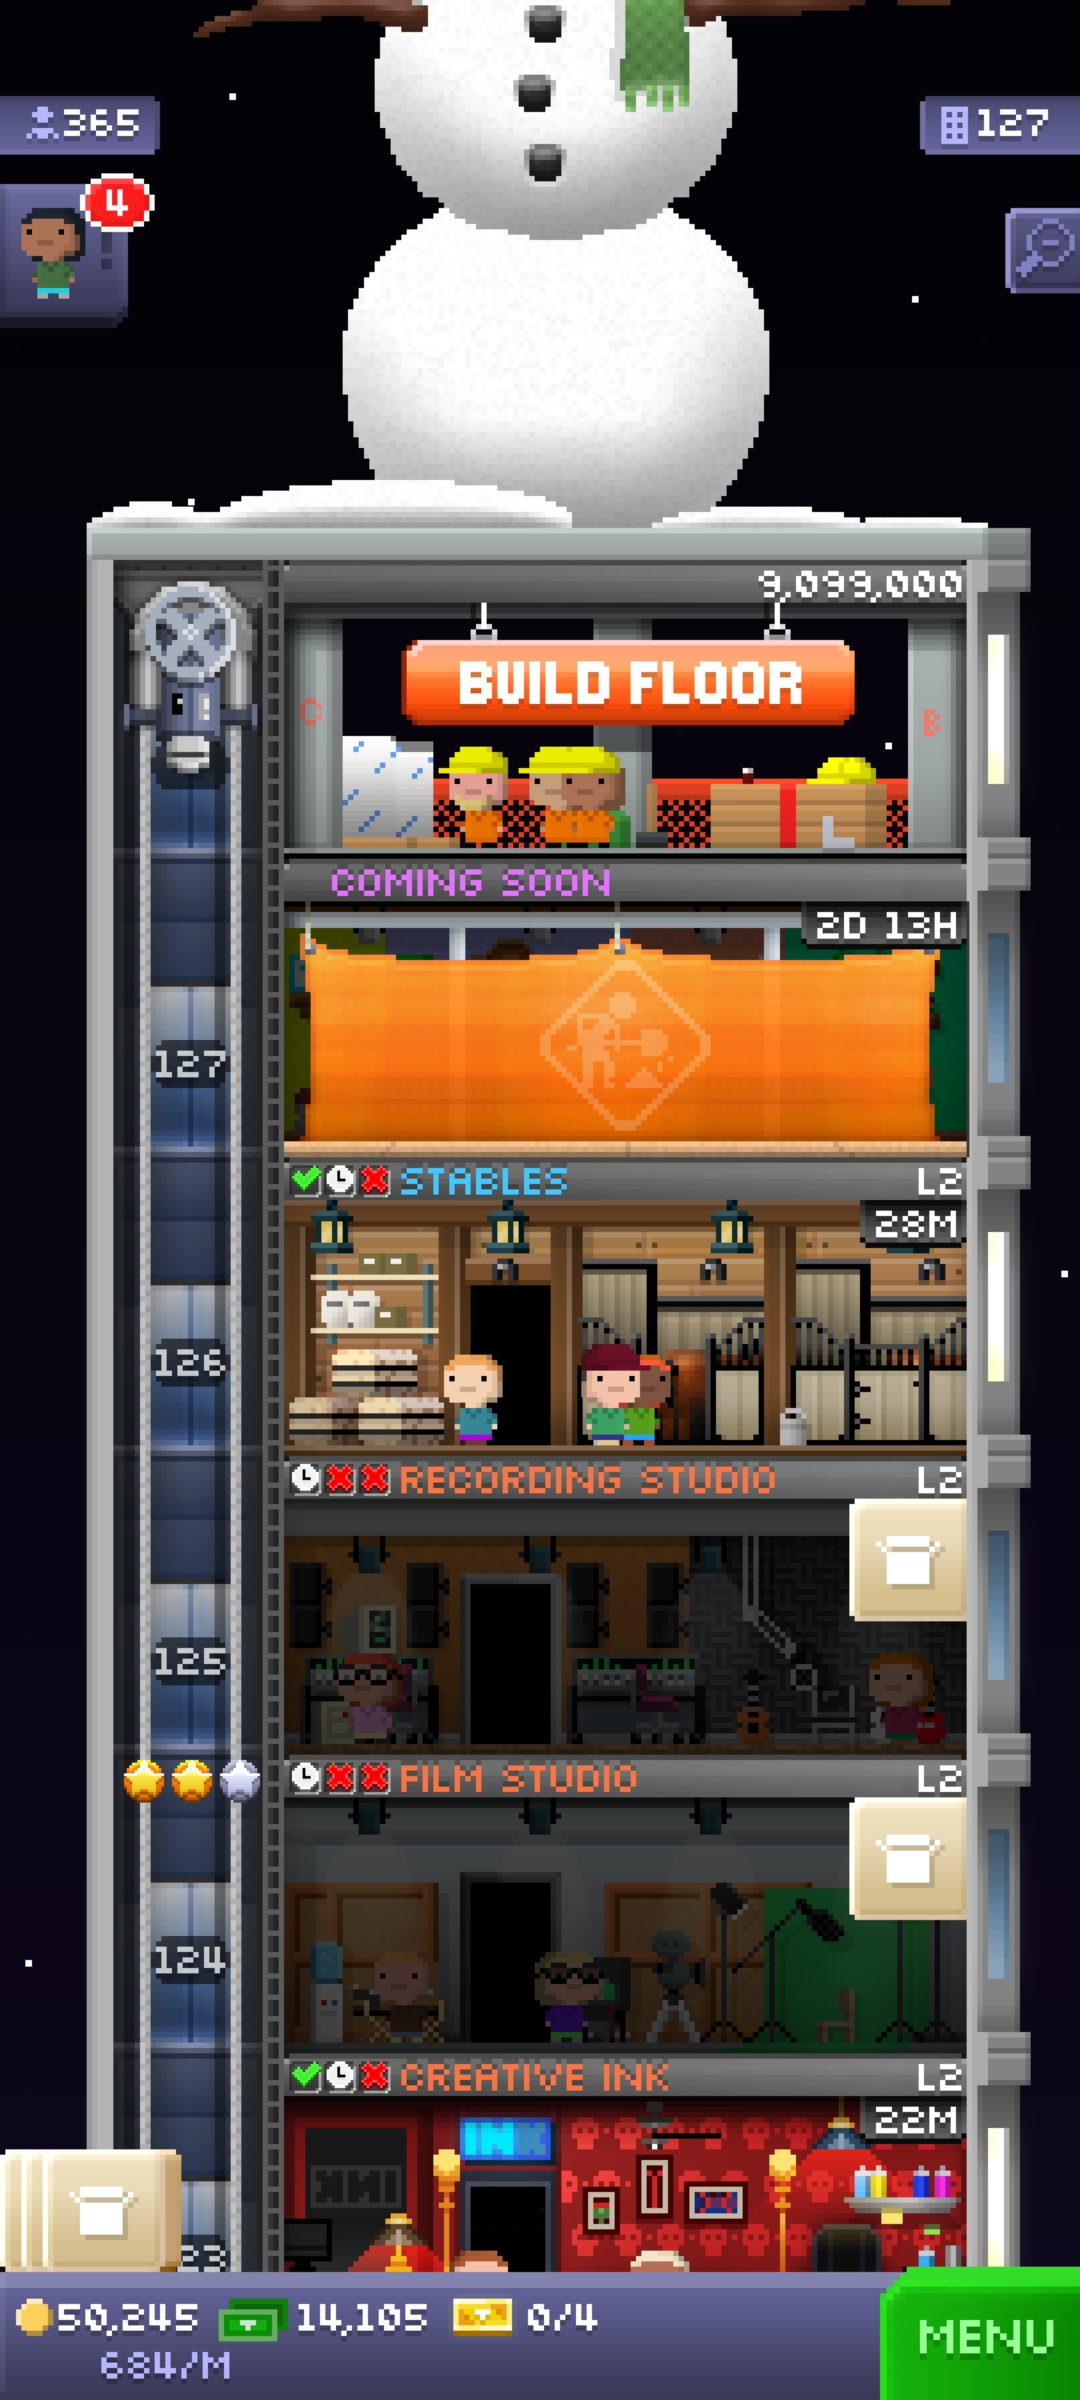 365
127
4
9,099,000
C
BUILD FLOOR
B
COMING SOON
2D 13H
127
STABLES L2
28M
126
RECORDING STUDIO L2
125
FILM STUDIO L2
124
CREATIVE INK L2
22M
INK
INK
23
50,245 14,105 0/4
684/M
MENU